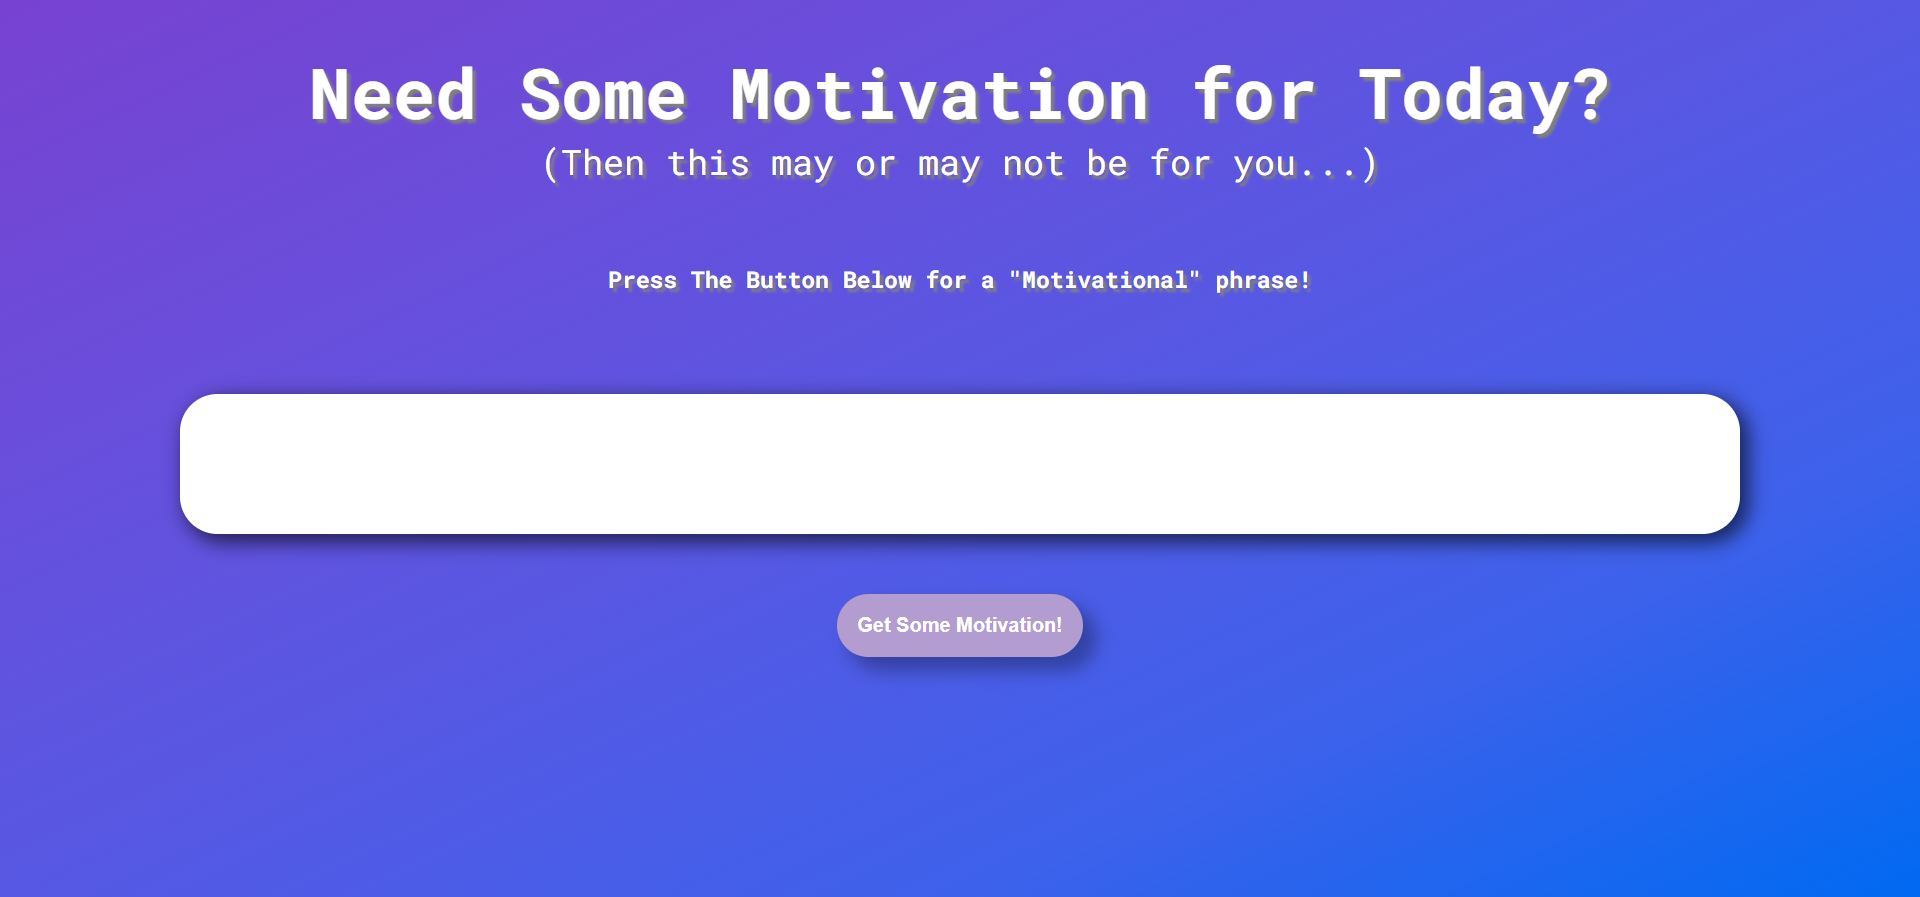 Need Some Motivation for Today?
(Then this may or may not be for you...)
Press The Button Below for a "Motivational" phrase!
Get Some Motivation!